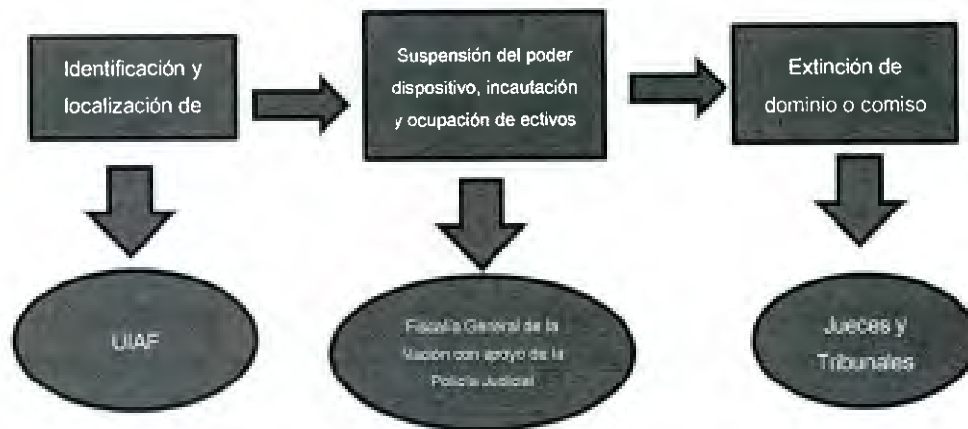 Identificación y
localización de
Suspensión del poder
dispositivo, incautación
y ocupación de ectivos
Extinción de
dominio o comiso
UIAF
Fiscalía General de la
Nación con apoyo de la
Policía Judicial
Jueces y
Tribunales